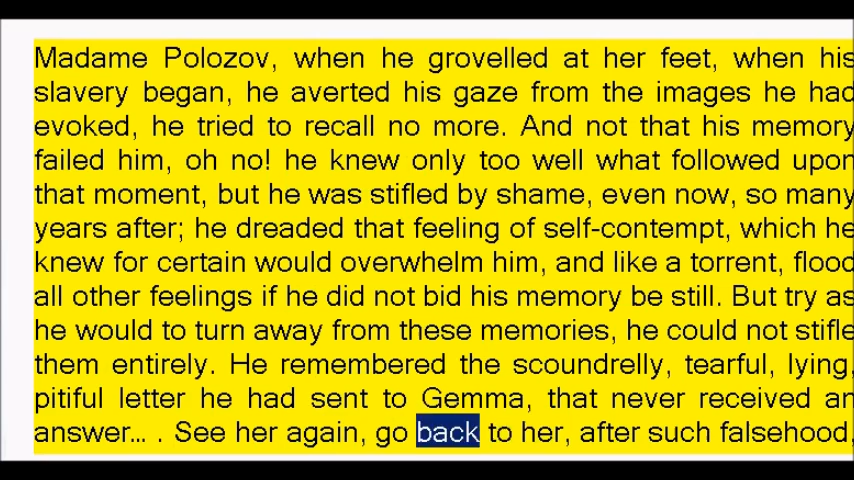 Madame Polozov, when he grovelled at her feet, when his
slavery began, he averted his gaze from the images he had
evoked, he tried to recall no more. And not that his memory
failed him, oh no! he knew only too well what followed upon
that moment, but he was stifled by shame, even now, so many
years after; he dreaded that feeling of self-contempt, which he
knew for certain would overwhelm him, and like a torrent, flood
all other feelings if he did not bid his memory be still. But try as
he would to turn away from these memories, he could not stifle
them entirely. He remembered the scoundrelly, tearful, lying,
pitiful letter he had sent to Gemma, that never received an
answer... . See her again, go back to her, after such falsehood,